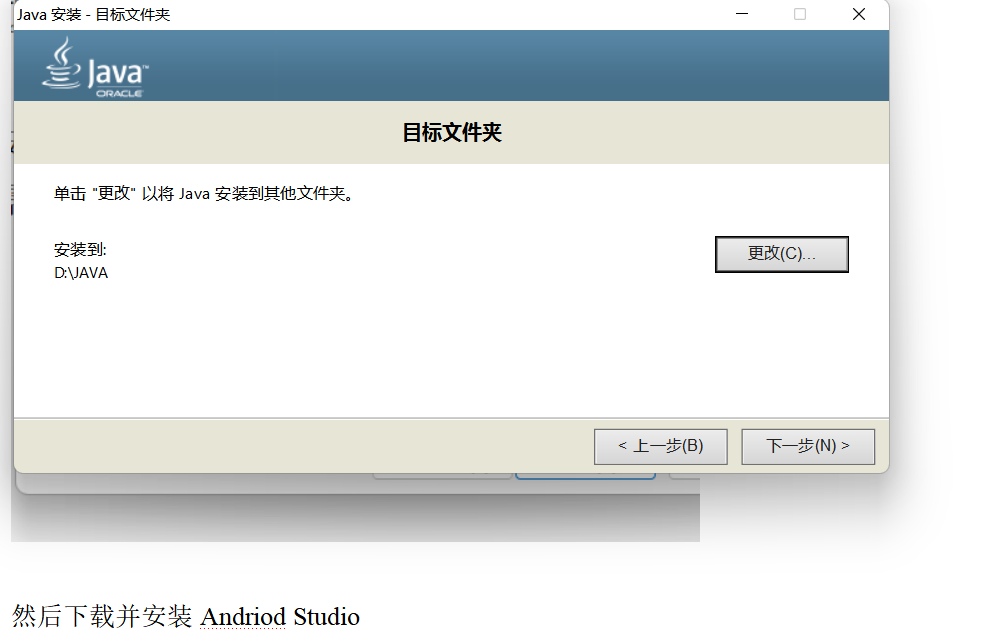 Java 安装 - 目标文件夹
Java™
ORACLE
目标文件夹
单击 "更改" 以将 Java 安装到其他文件夹。
安装到:
D:\JAVA
更改(C)...
< 上一步(B)
下一步(N) >
然后下载并安装 Andriod Studio